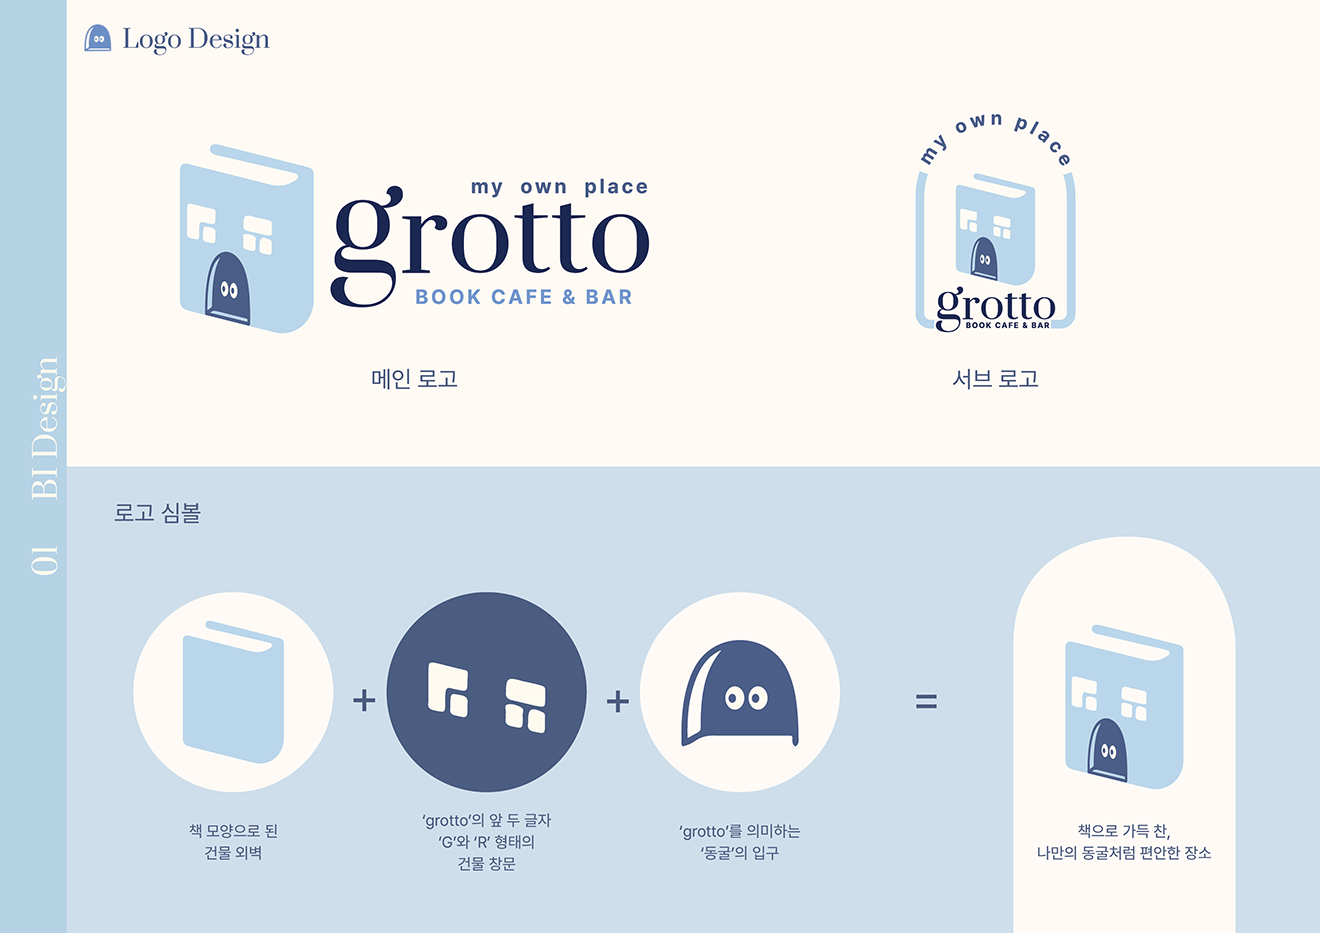 Logo Design
my own place
grotto
BOOK CAFE & BAR
메인 로고
my own place
grotto
BOOK CAFE & BAR
서브 로고
01 BI Design
로고 심볼
+
+
=
책 모양으로 된
건물 외벽
‘grotto’의 앞 두 글자
‘G’와 ‘R’ 형태의
건물 창문
‘grotto’를 의미하는
‘동굴’의 입구
책으로 가득 찬,
나만의 동굴처럼 편안한 장소